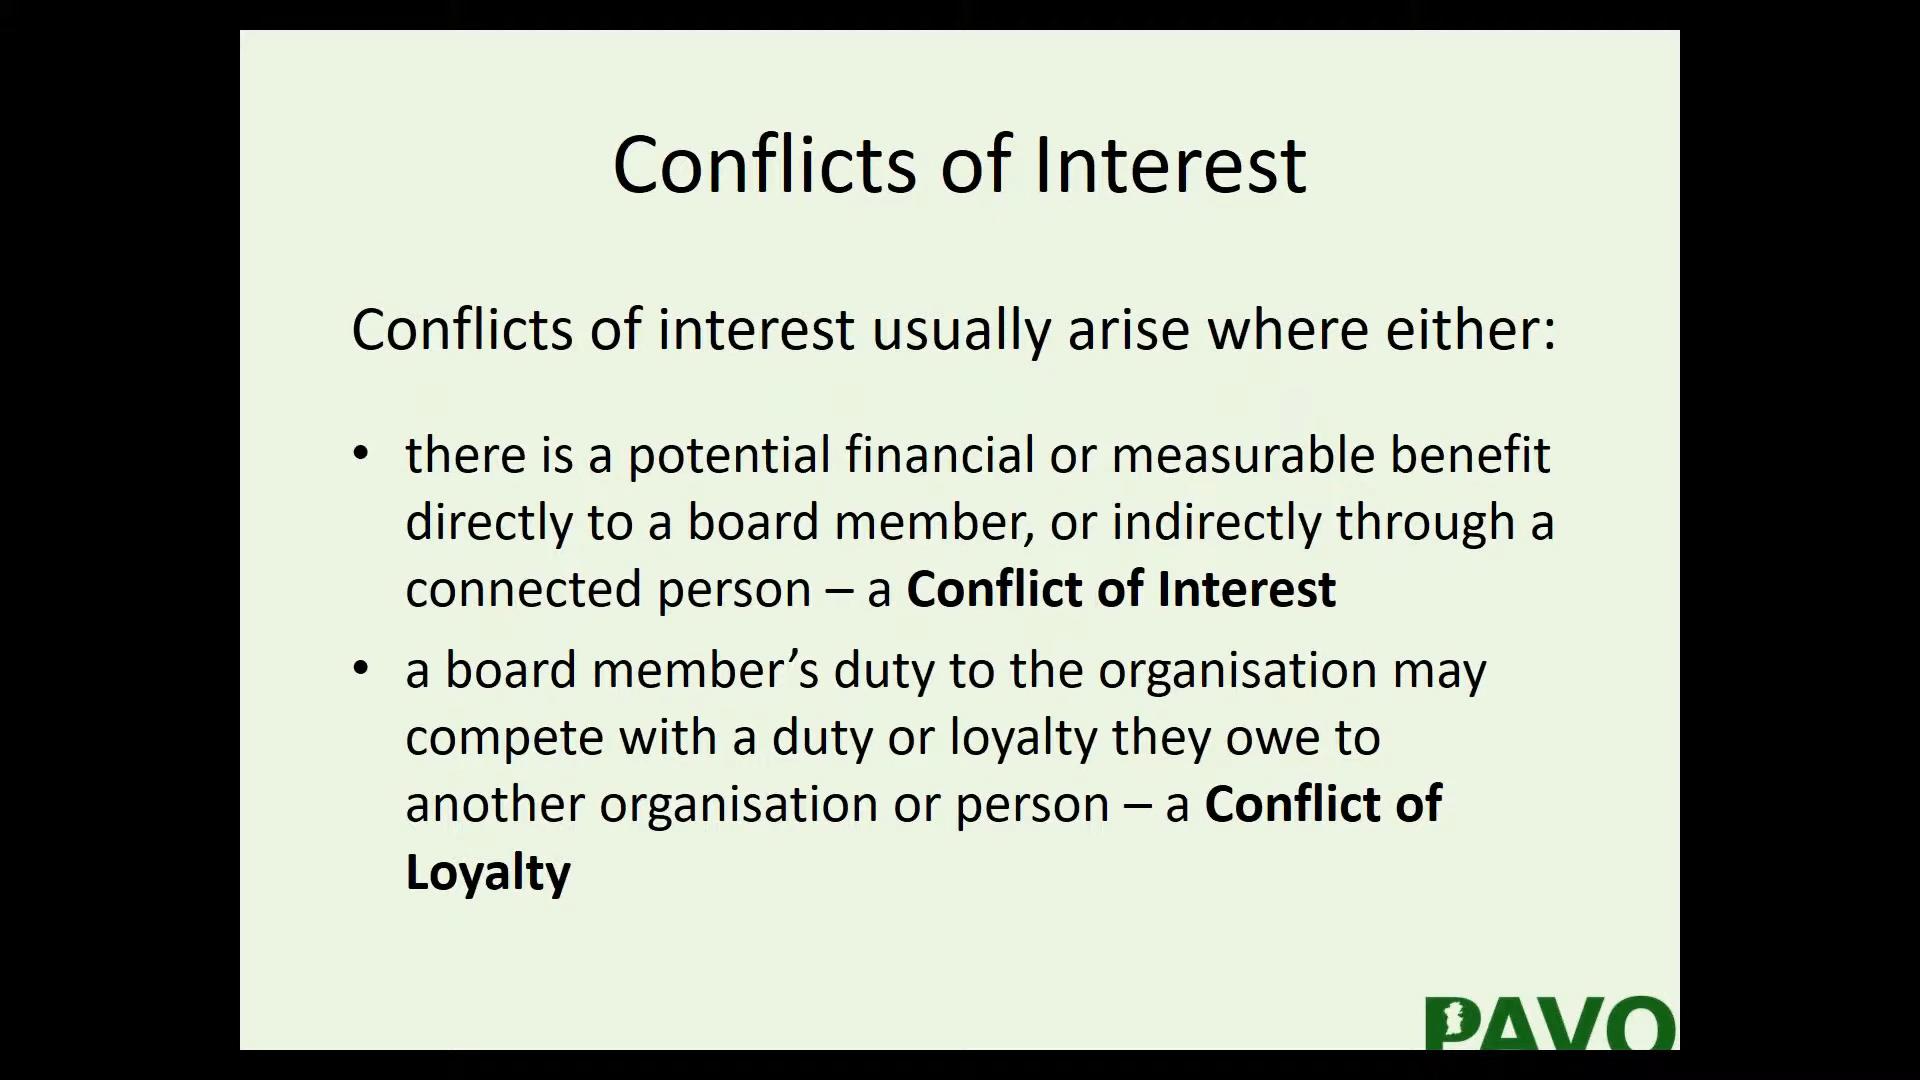 Conflicts of Interest
Conflicts of interest usually arise where either:
• there is a potential financial or measurable benefit
directly to a board member, or indirectly through a
connected person – a Conflict of Interest
• a board member’s duty to the organisation may
compete with a duty or loyalty they owe to
another organisation or person – a Conflict of
Loyalty
PAVO